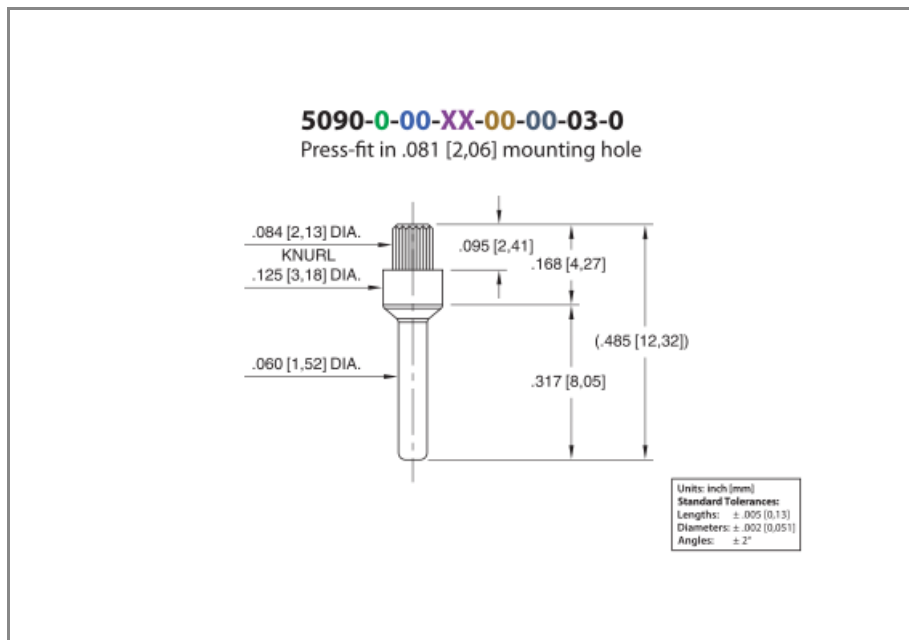 5090-0-00-XX-00-00-03-0
Press-fit in .081 [2,06] mounting hole
.084 [2,13] DIA.
KNURL
.125 [3,18] DIA.
.060 [1,52] DIA.
.095 [2,41]
.168 [4,27]
(.485 [12,32])
.317 [8,05]
Units: inch [mm]
Standard Tolerances:
Lengths: ± .005 [0,13]
Diameters: ± .002 [0,051]
Angles: ± 2°